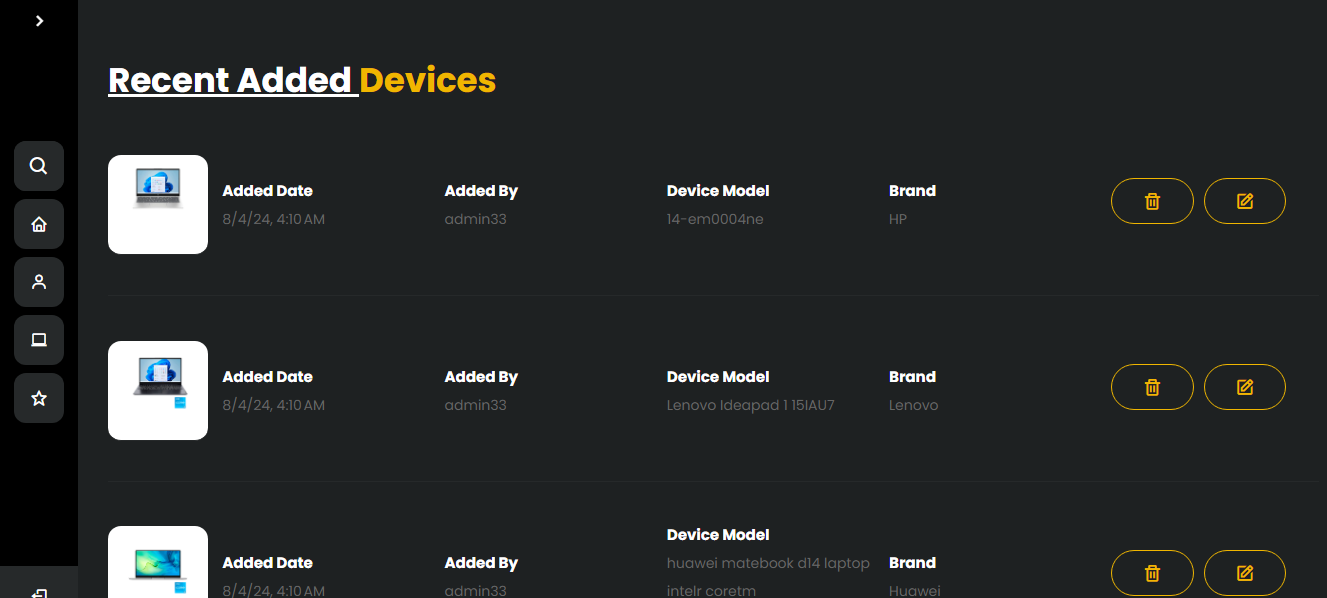 Recent Added Devices
Added Date
8/4/24, 4:10 AM
Added By
admin33
Device Model
14-em0004ne
Brand
HP
Added Date
8/4/24, 4:10 AM
Added By
admin33
Device Model
Lenovo Ideapad 1 15IAU7
Brand
Lenovo
Added Date
8/4/24, 4:10 AM
Added By
admin33
Device Model
huawei matebook d14 laptop
intelr coretm
Brand
Huawei